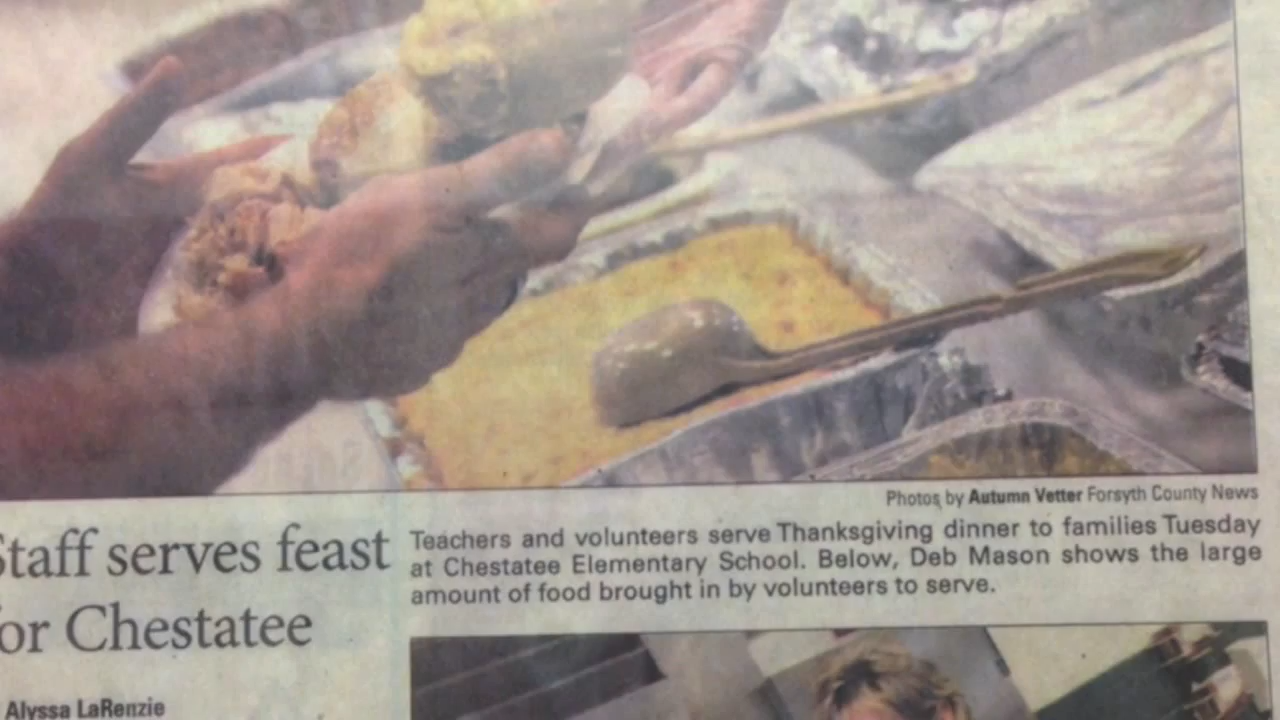 Photos by Autumn Vetter Forsyth County News
Staff serves feast
for Chestatee
Alyssa LaRenzie
Teachers and volunteers serve Thanksgiving dinner to families Tuesday
at Chestatee Elementary School. Below, Deb Mason shows the large
amount of food brought in by volunteers to serve.